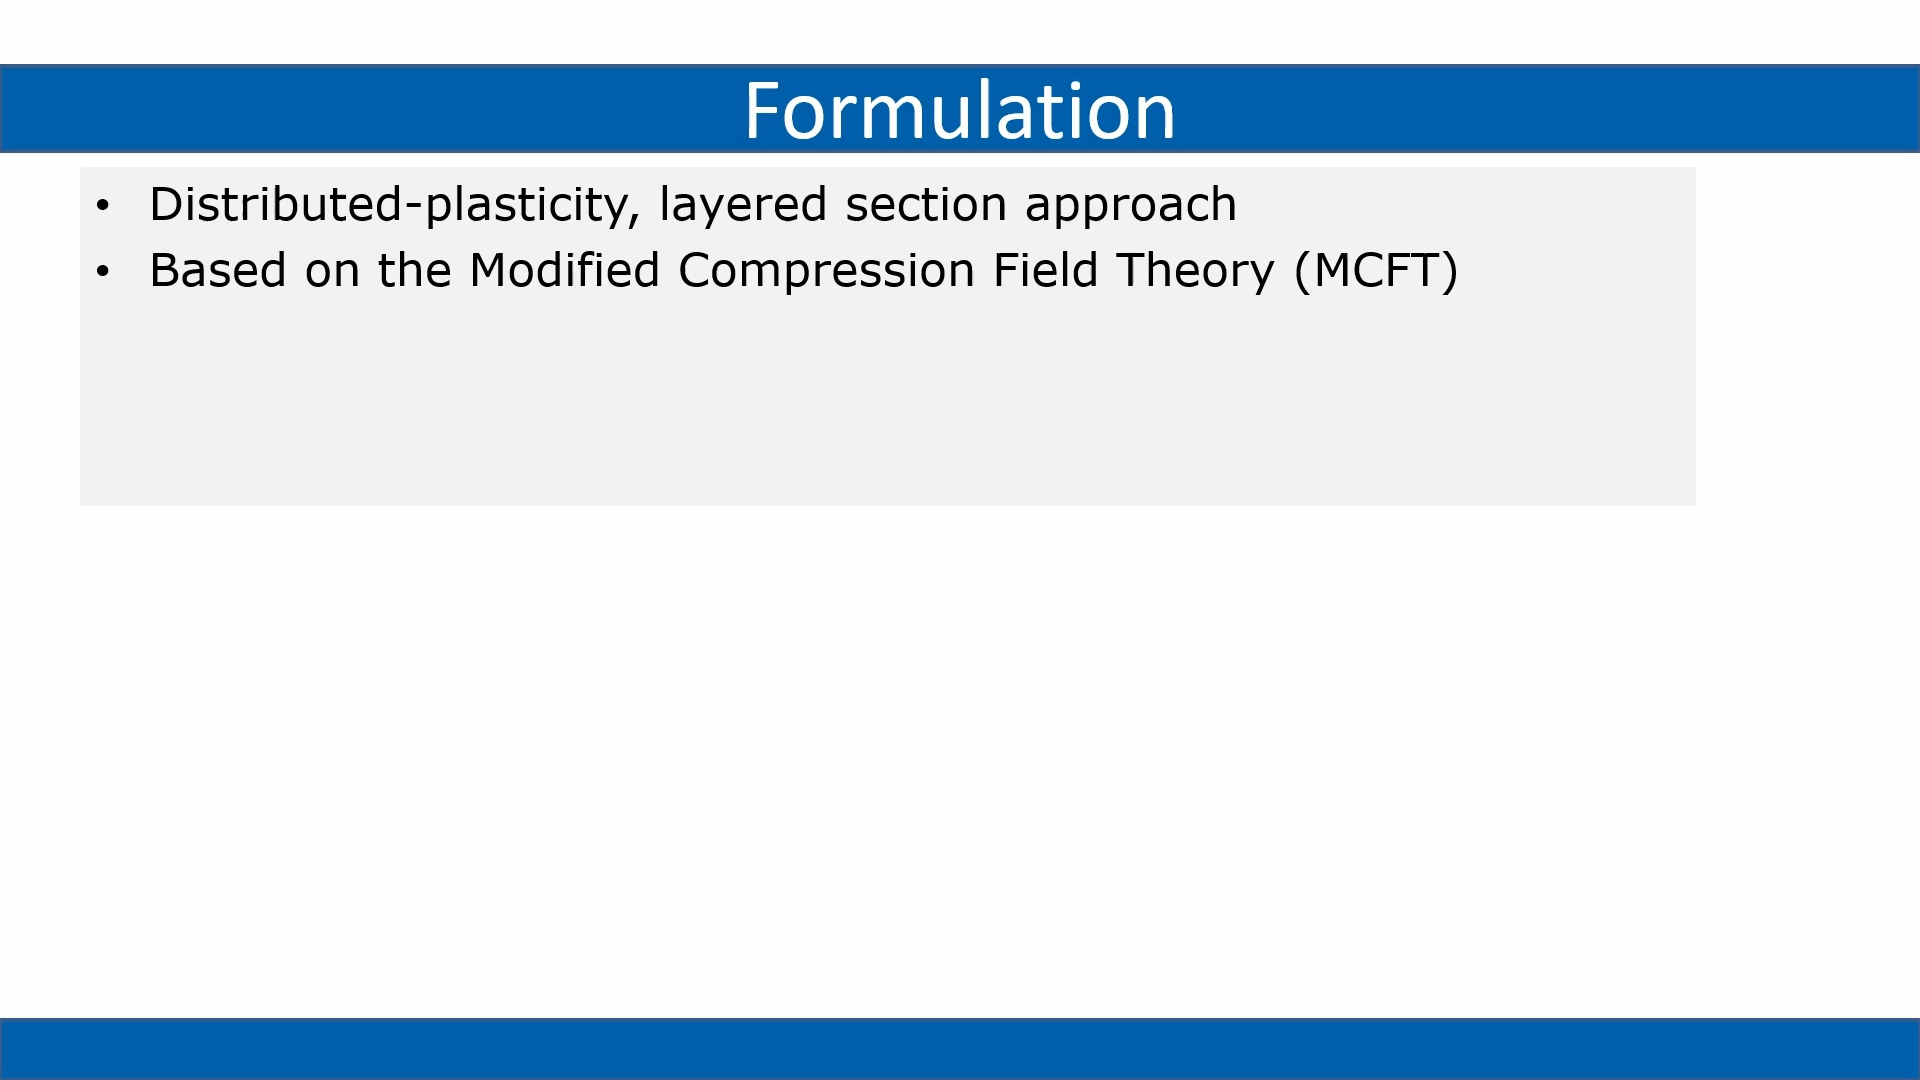 Formulation
• Distributed-plasticity, layered section approach
• Based on the Modified Compression Field Theory (MCFT)